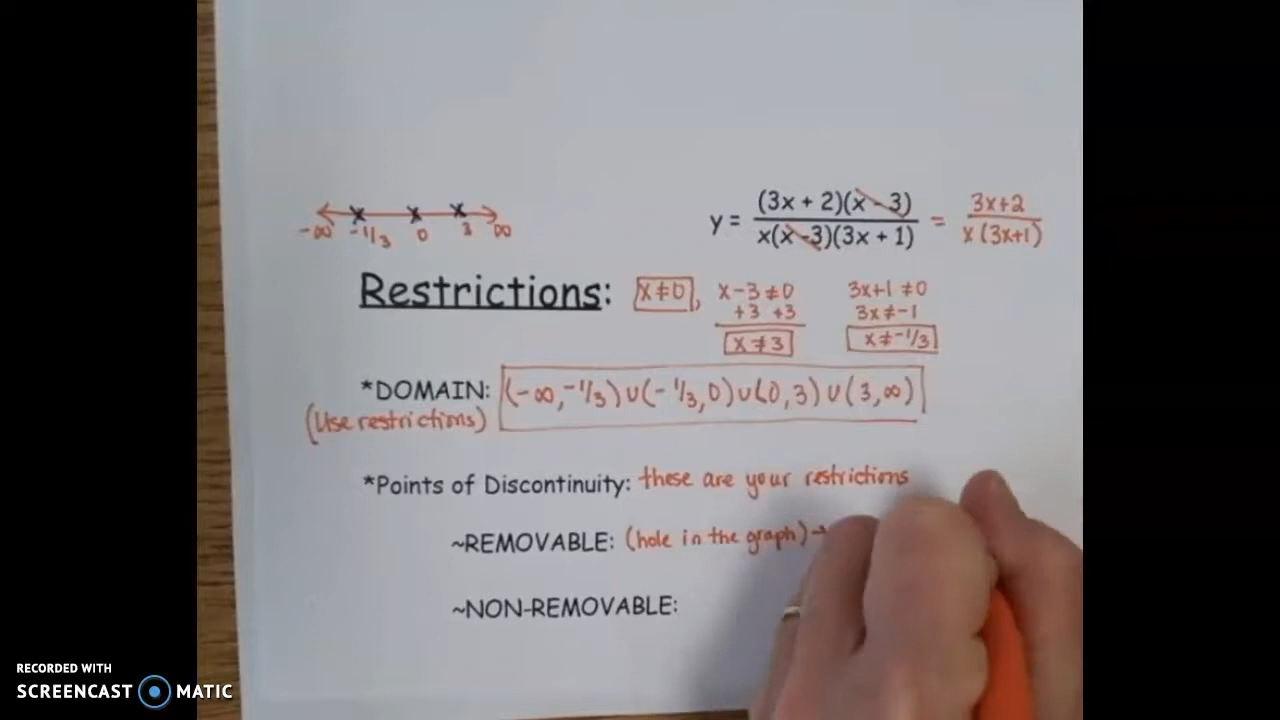 -∞ -1/3 0 3 ∞
y = (3x + 2)(x - 3) / x(x - 3)(3x + 1) = 3x+2 / x(3x+1)
Restrictions: x≠0, x-3≠0 3x+1≠0
+3 +3 3x≠-1
x≠3 x≠-1/3
*DOMAIN: (-∞,-1/3)∪(-1/3,0)∪(0,3)∪(3,∞)
(Use restrictions)
*Points of Discontinuity: these are your restrictions
~REMOVABLE: (hole in the graph)→
~NON-REMOVABLE:
RECORDED WITH
SCREENCAST MATIC